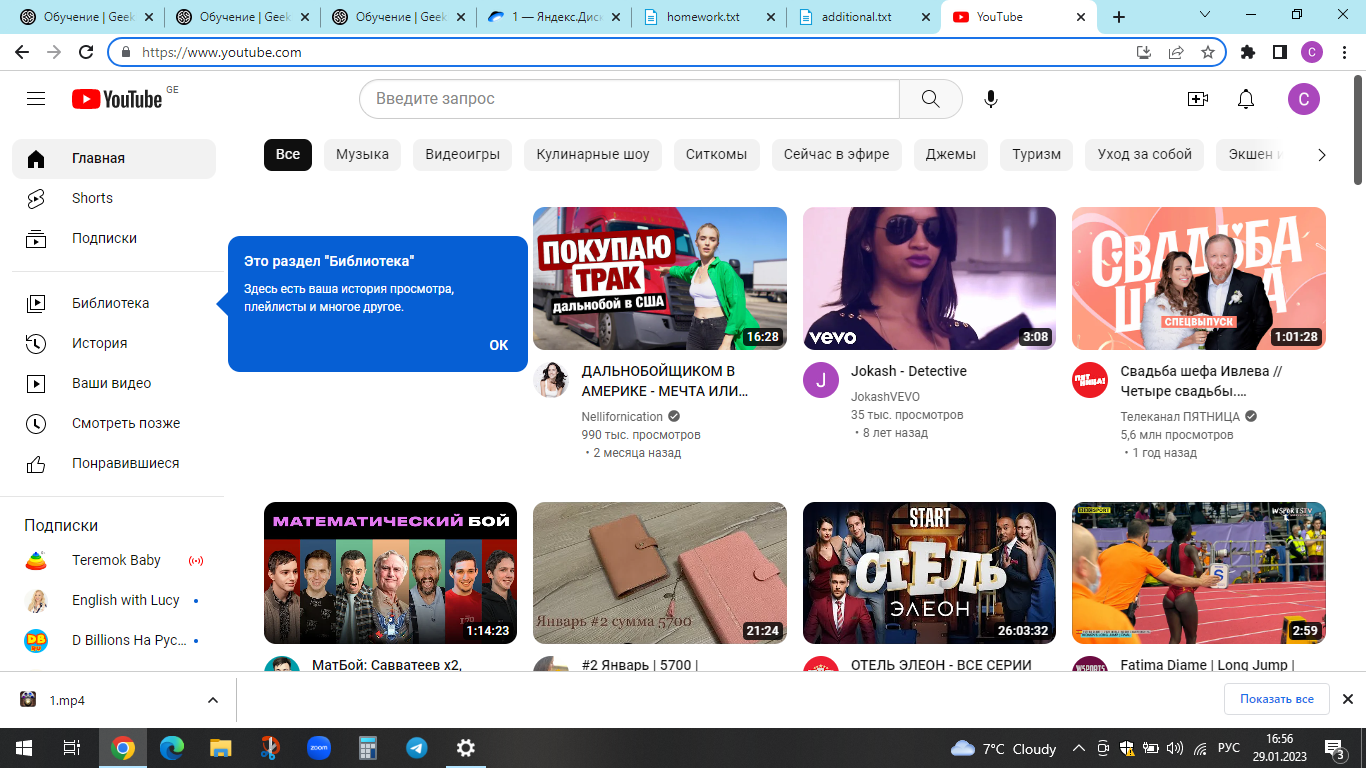 Обучение | Geek
Обучение | Geek
Обучение | Geek
1 — Яндекс.Дис
homework.txt
additional.txt
YouTube
https://www.youtube.com
С
YouTube
GE
Введите запрос
С
Главная
Shorts
Подписки
Библиотека
История
Ваши видео
Смотреть позже
Понравившиеся
Подписки
Teremok Baby
English with Lucy
D Billions На Рус...
Все
Музыка
Видеоигры
Кулинарные шоу
Ситкомы
Сейчас в эфире
Джемы
Туризм
Уход за собой
Экшен и
Это раздел "Библиотека"
Здесь есть ваша история просмотра,
плейлисты и многое другое.
ОК
ПОКУПАЮ
ТРАК
дальнобой в США
16:28
ДАЛЬНОБОЙЩИКОМ В
АМЕРИКЕ - МЕЧТА ИЛИ...
Nellifornication
990 тыс. просмотров
• 2 месяца назад
vevo
3:08
J
Jokash - Detective
JokashVEVO
35 тыс. просмотров
• 8 лет назад
СВАДЬБА
ШЕФА
СПЕЦВЫПУСК
1:01:28
ПЯТНИЦА!
Свадьба шефа Ивлева //
Четыре свадьбы....
Телеканал ПЯТНИЦА
5,6 млн просмотров
• 1 год назад
МАТЕМАТИЧЕСКИЙ БОЙ
1:14:23
МатБой: Савватеев x2,
Январь #2 сумма 5700
21:24
#2 Январь | 5700 |
START
ОТЕЛЬ
ЭЛЕОН
26:03:32
ОТЕЛЬ ЭЛЕОН - ВСЕ СЕРИИ
WSPORTSTV
S
2:59
WSPORTS
Fatima Diame | Long Jump |
1.mp4
Показать все
zoom
7°C Cloudy
РУС
16:56
29.01.2023
3